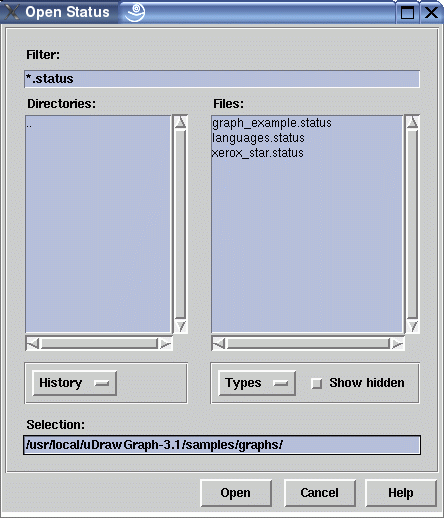 Open Status
Filter:
*.status
Directories:
Files:
..
graph_example.status
languages.status
xerox_star.status
History
Types
Show hidden
Selection:
/usr/local/uDrawGraph-3.1/samples/graphs/
Open
Cancel
Help